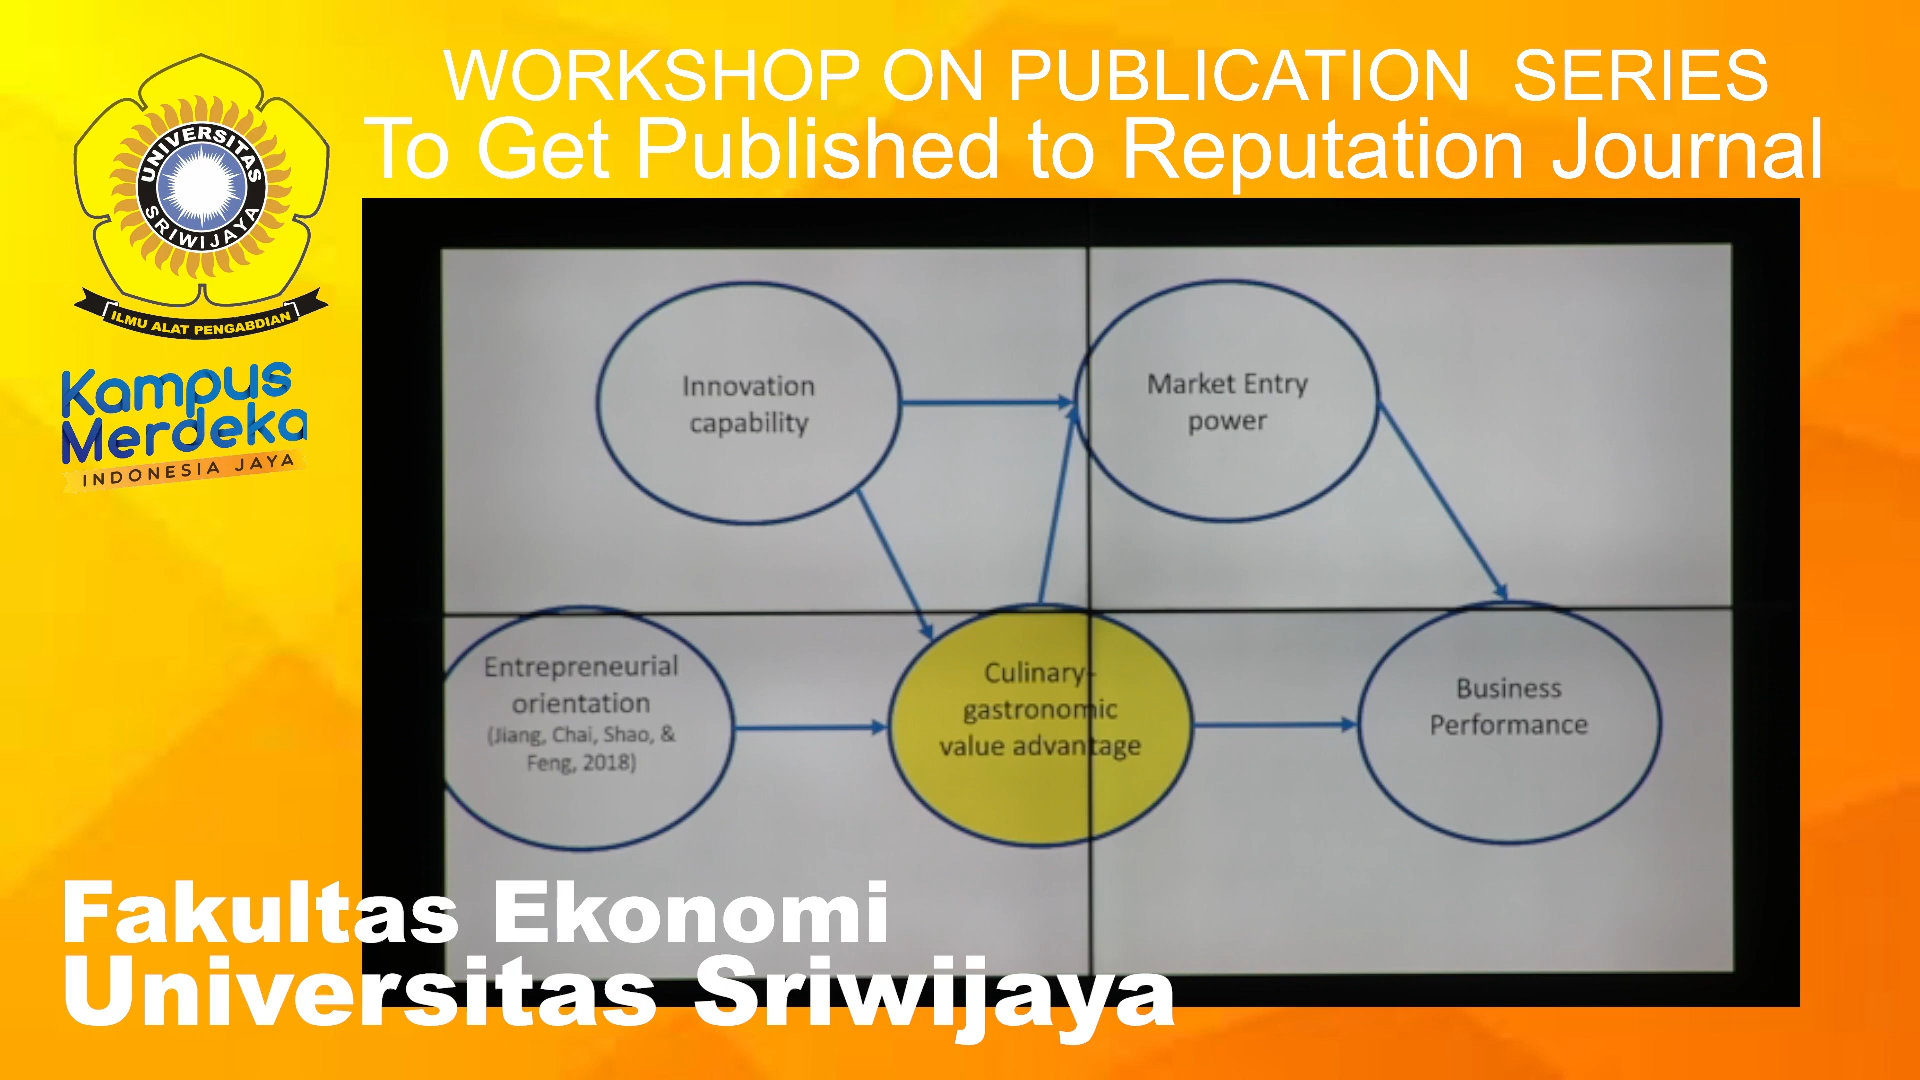 WORKSHOP ON PUBLICATION SERIES
To Get Published to Reputation Journal
UNIVERSITAS
SRIWIJAYA
ILMU ALAT PENGABDIAN
Kampus
Merdeka
INDONESIA JAYA
Innovation
capability
Market Entry
power
Entrepreneurial
orientation
(Jiang, Chai, Shao, &
Feng, 2018)
Culinary-
gastronomic
value advantage
Business
Performance
Fakultas Ekonomi
Universitas Sriwijaya